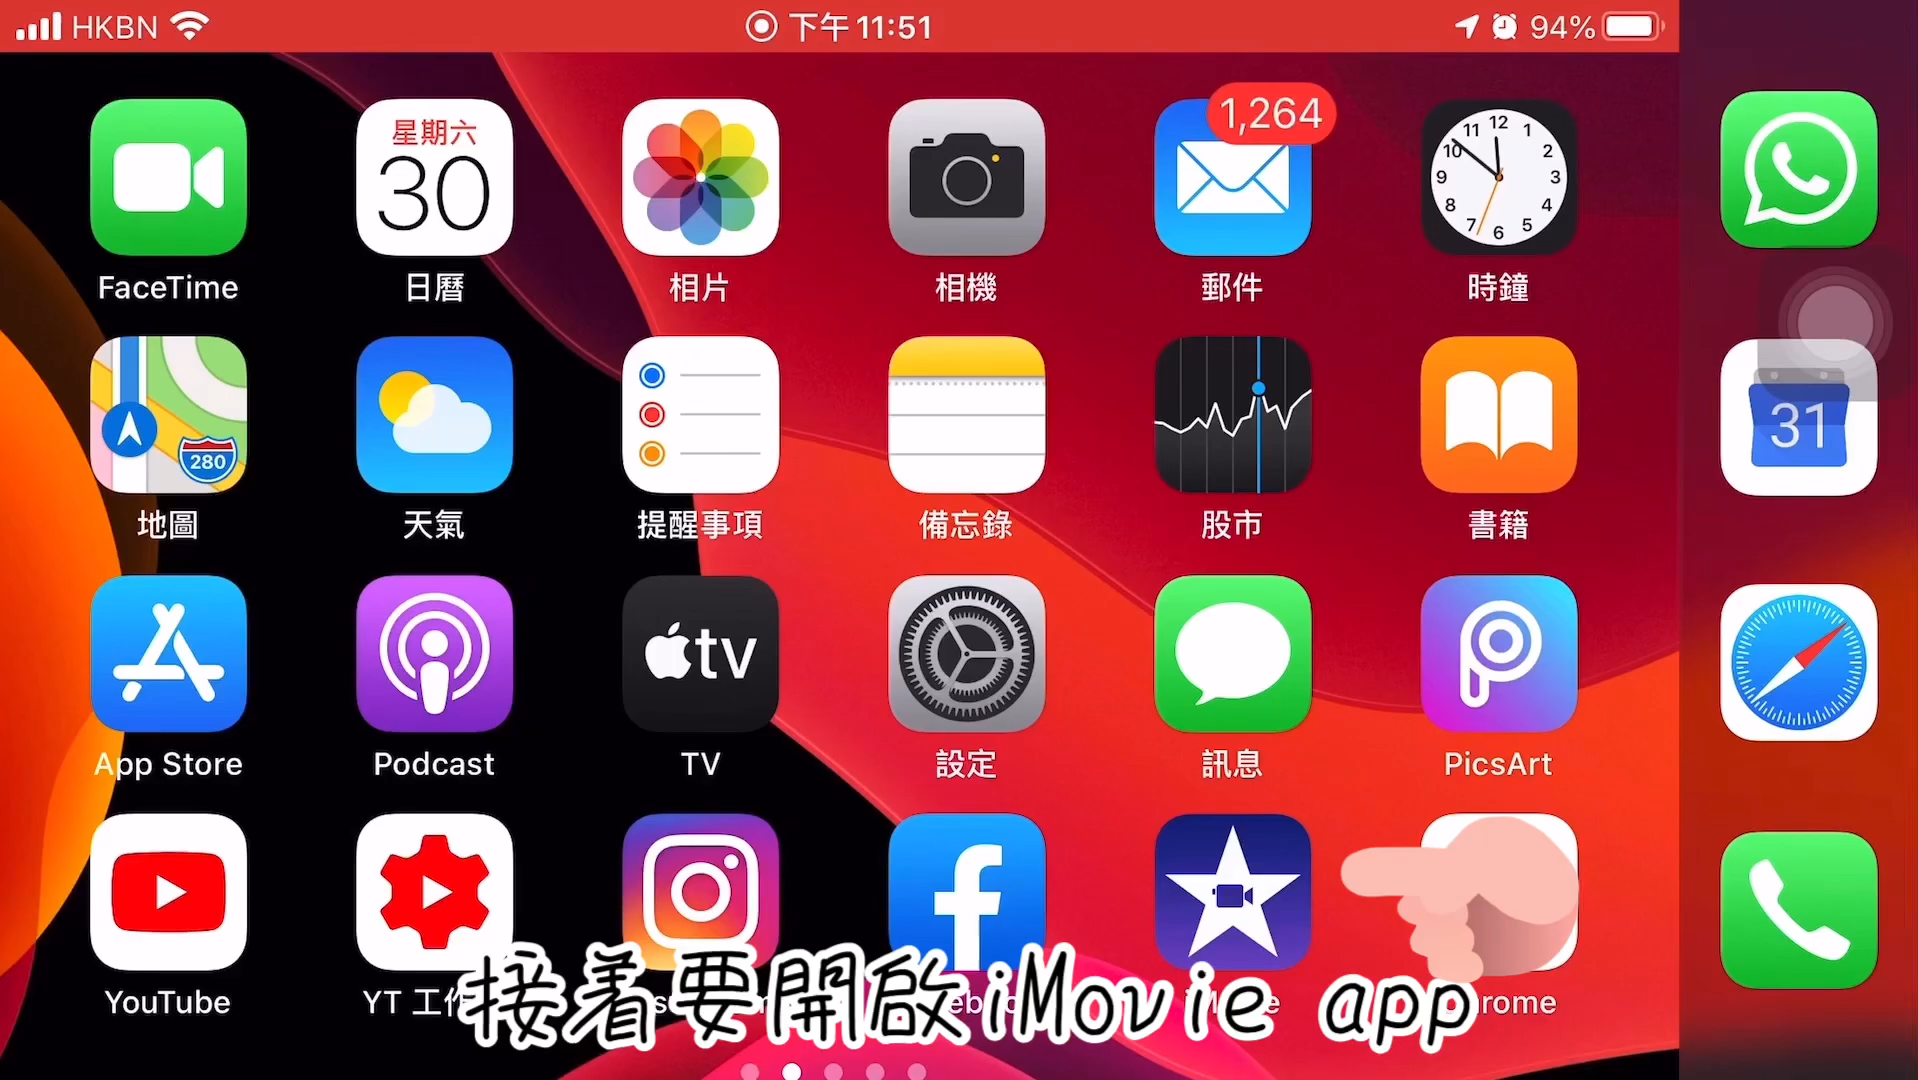 HKBN 下午11:51 94%
1,264
星期六
30
12
11 1
10 2
9 3
8 4
7 5
6
FaceTime 日曆 相片 相機 郵件 時鐘
280
31
地圖 天氣 提醒事項 備忘錄 股市 書籍
tv
App Store Podcast TV 設定 訊息 PicsArt
YouTube YT
接着要開啟iMovie app